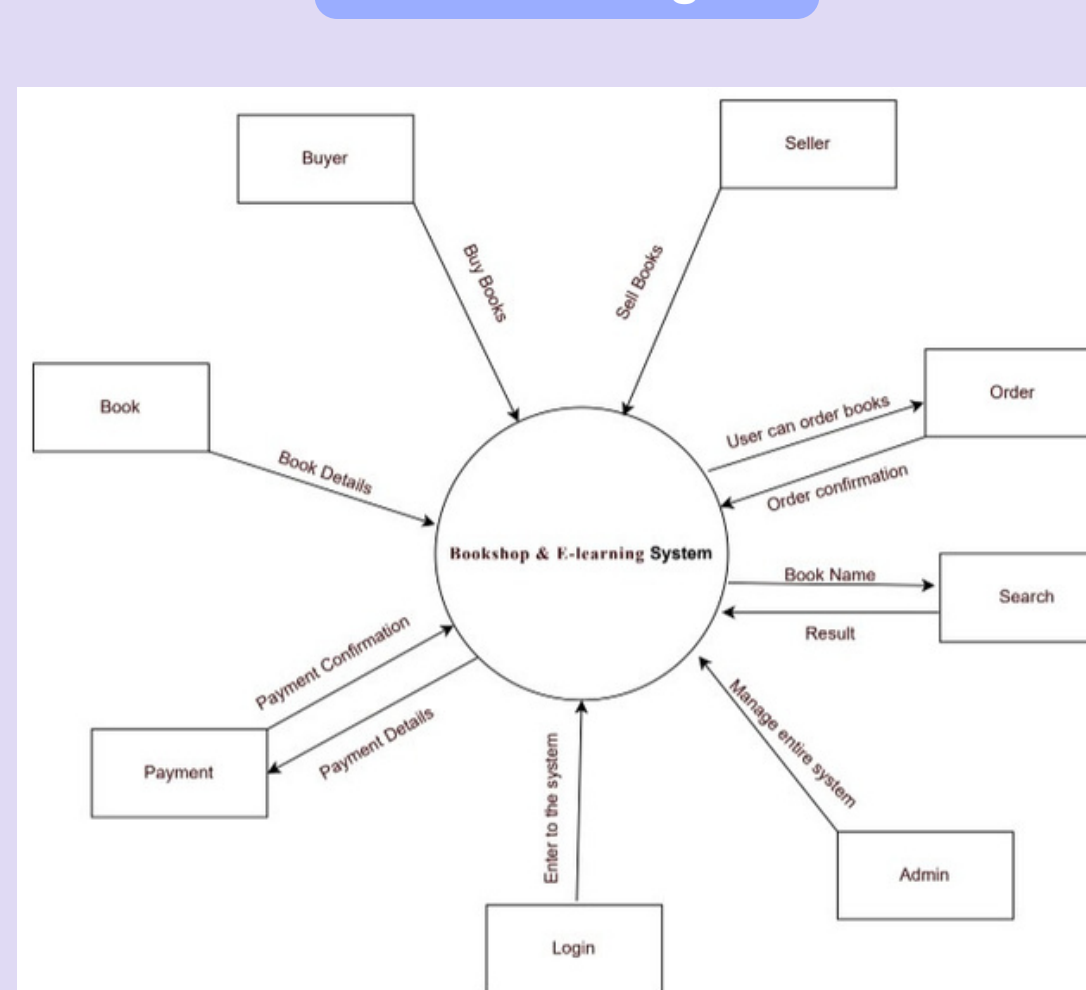 Seller
Buyer
Buy Books
Sell Books
Order
Book
User can order books
Book Details
Order confirmation
Bookshop & E-learning System
Book Name
Search
Result
Payment Confirmation
Manage entire system
Payment Details
Payment
Enter to the system
Admin
Login